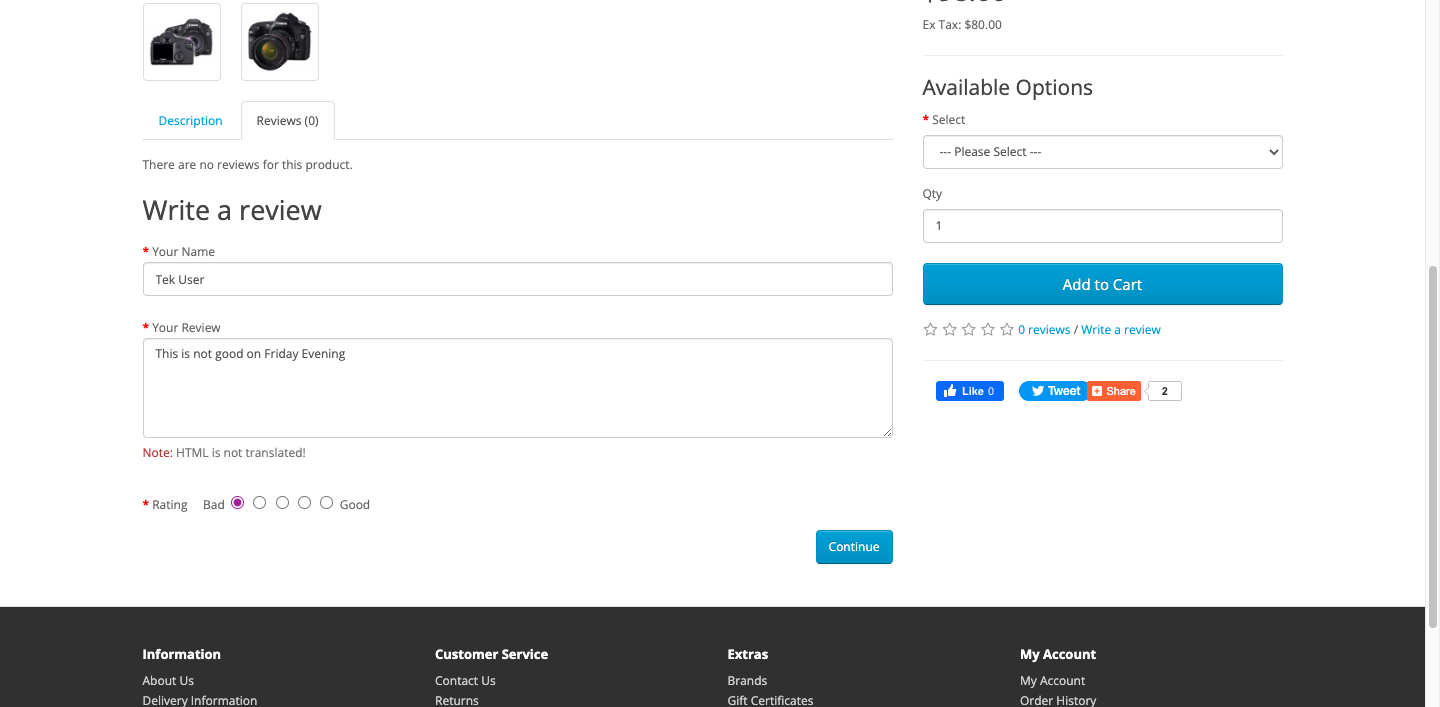 Ex Tax: $80.00
Description
Reviews (0)
There are no reviews for this product.
Write a review
* Your Name
Tek User
* Your Review
This is not good on Friday Evening
Note: HTML is not translated!
* Rating Bad Good
Continue
Available Options
* Select
--- Please Select ---
Qty
1
Add to Cart
0 reviews / Write a review
Like 0
Tweet
Share
2
Information
About Us
Delivery Information
Customer Service
Contact Us
Returns
Extras
Brands
Gift Certificates
My Account
My Account
Order History